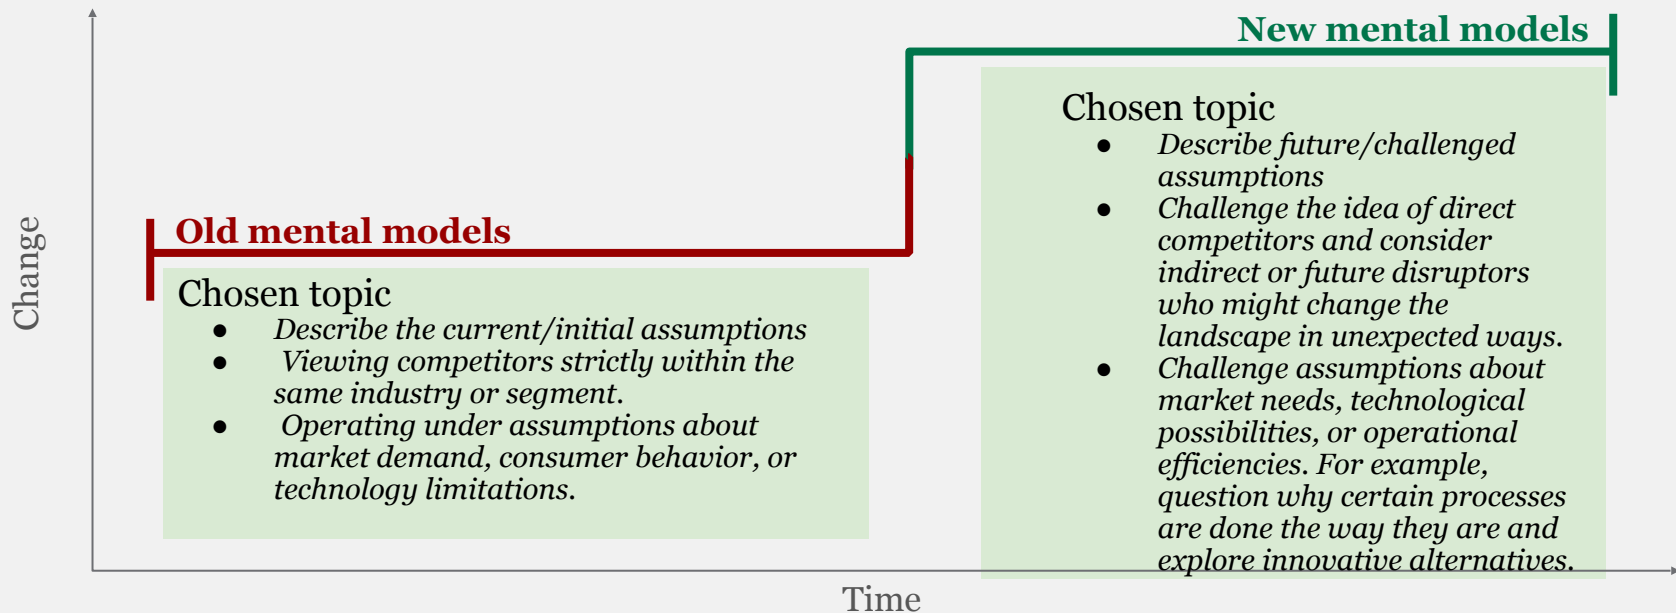 New mental models
Chosen topic
● Describe future/challenged
assumptions
● Challenge the idea of direct
competitors and consider
indirect or future disruptors
who might change the
landscape in unexpected ways.
● Challenge assumptions about
market needs, technological
possibilities, or operational
efficiencies. For example,
question why certain processes
are done the way they are and
explore innovative alternatives.
Old mental models
Chosen topic
● Describe the current/initial assumptions
● Viewing competitors strictly within the
same industry or segment.
● Operating under assumptions about
market demand, consumer behavior, or
technology limitations.
Change
Time